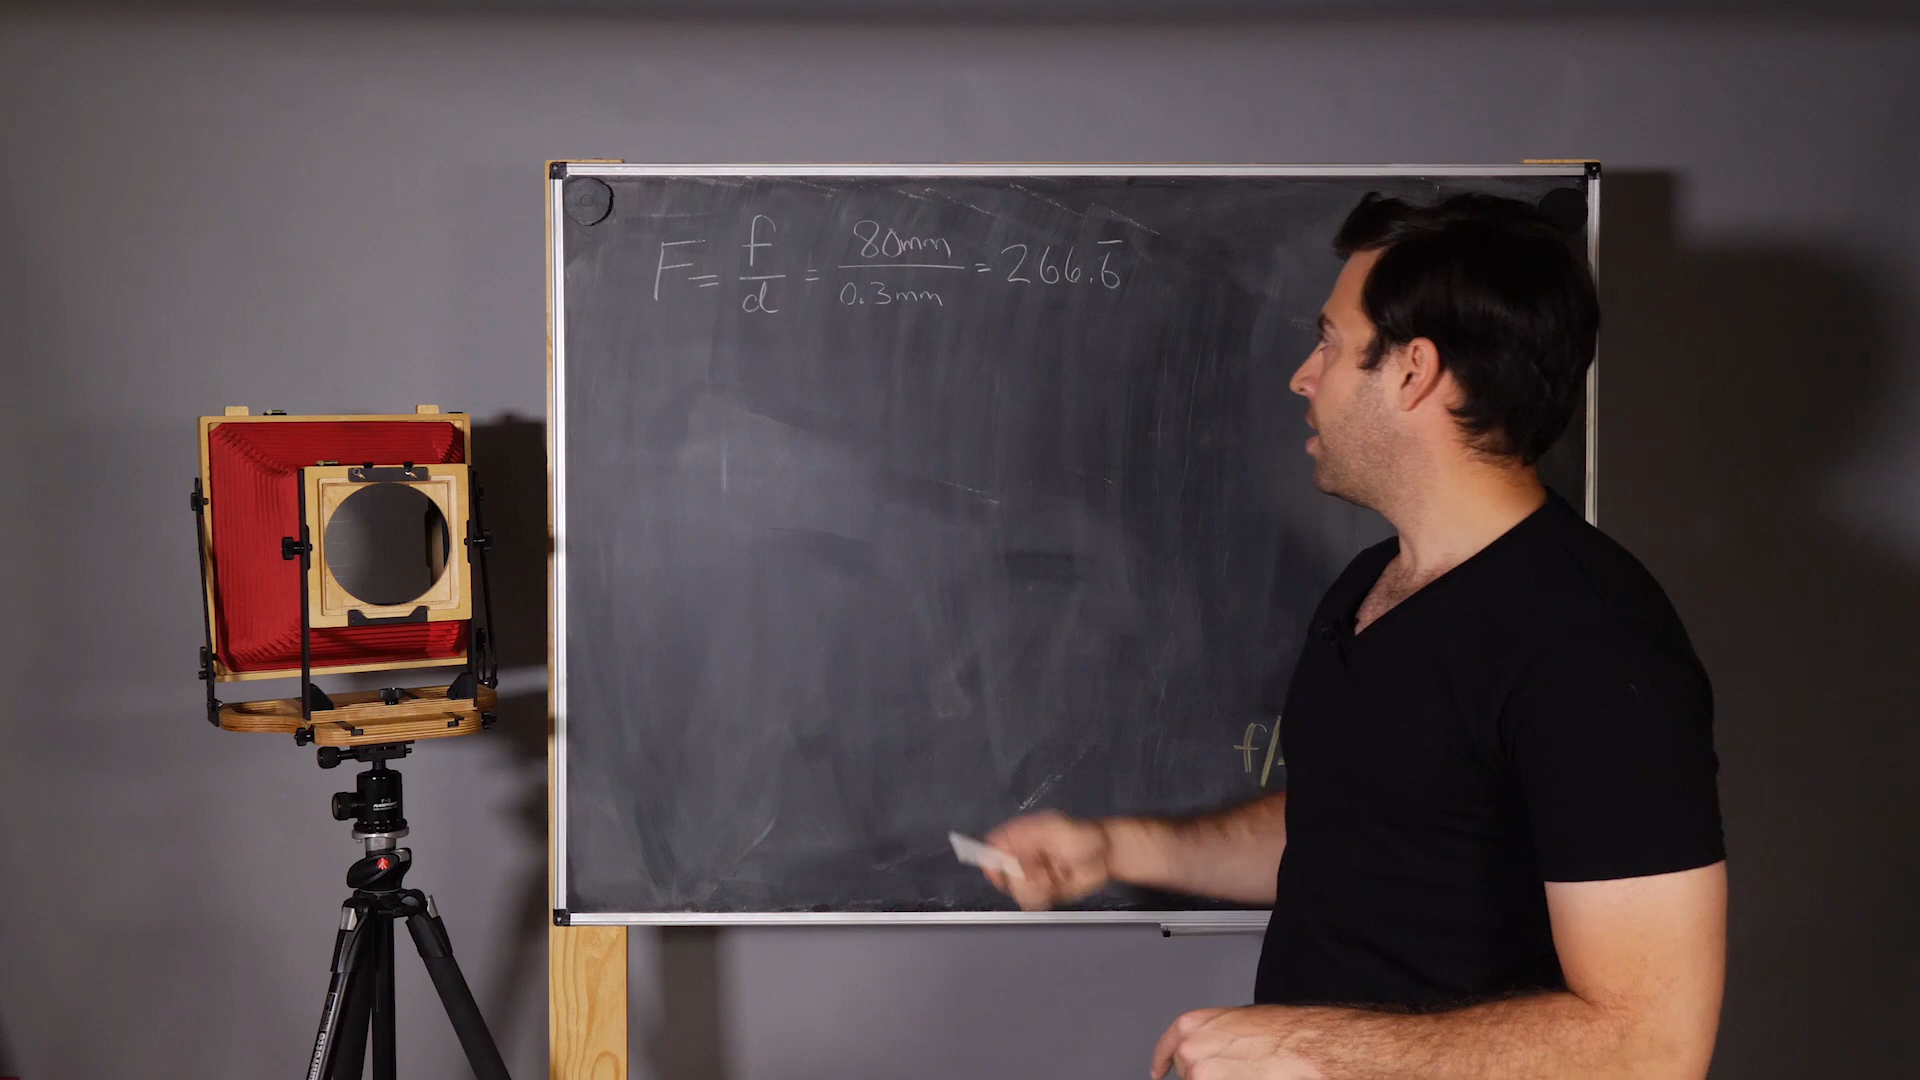 F = f/d = 80mm/0.3mm = 266.6̅
f/